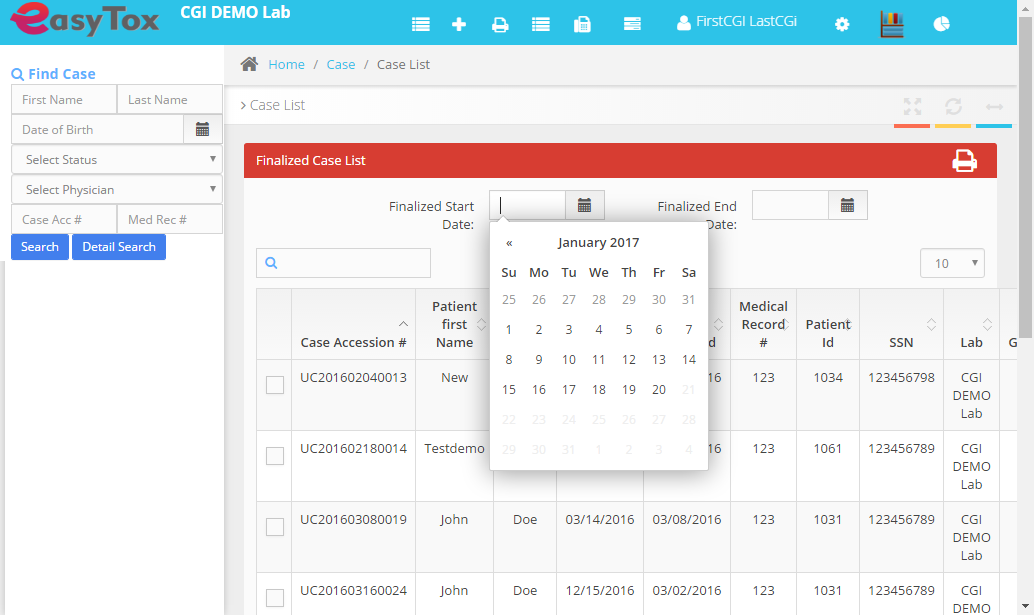 easyTox
CGI DEMO Lab
FirstCGI LastCGI
Find Case
First Name
Last Name
Date of Birth
Select Status
Select Physician
Case Acc #
Med Rec #
Search
Detail Search
Home / Case / Case List
Case List
Finalized Case List
Finalized Start
Date:
Finalized End
Date:
« January 2017
Su Mo Tu We Th Fr Sa
25 26 27 28 29 30 31
1 2 3 4 5 6 7
8 9 10 11 12 13 14
15 16 17 18 19 20 21
22 23 24 25 26 27 28
29 30 31 1 2 3 4
10
Case Accession #
Patient
first
Name
d
Medical
Record
#
Patient
Id
SSN
Lab
G
UC201602040013 New 16 123 1034 123456798 CGI
DEMO
Lab
UC201602180014 Testdemo 16 123 1061 123456789 CGI
DEMO
Lab
UC201603080019 John Doe 03/14/2016 03/08/2016 123 1031 123456789 CGI
DEMO
Lab
UC201603160024 John Doe 12/15/2016 03/02/2016 123 1031 123456789 CGI
DEMO